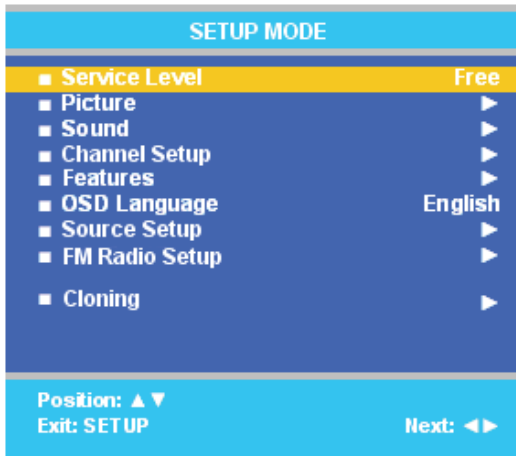 SETUP MODE
■ Service Level Free
■ Picture ▶
■ Sound ▶
■ Channel Setup ▶
■ Features ▶
■ OSD Language English
■ Source Setup ▶
■ FM Radio Setup ▶
■ Cloning ▶
Position: ▲▼
Exit: SETUP Next: ◀▶